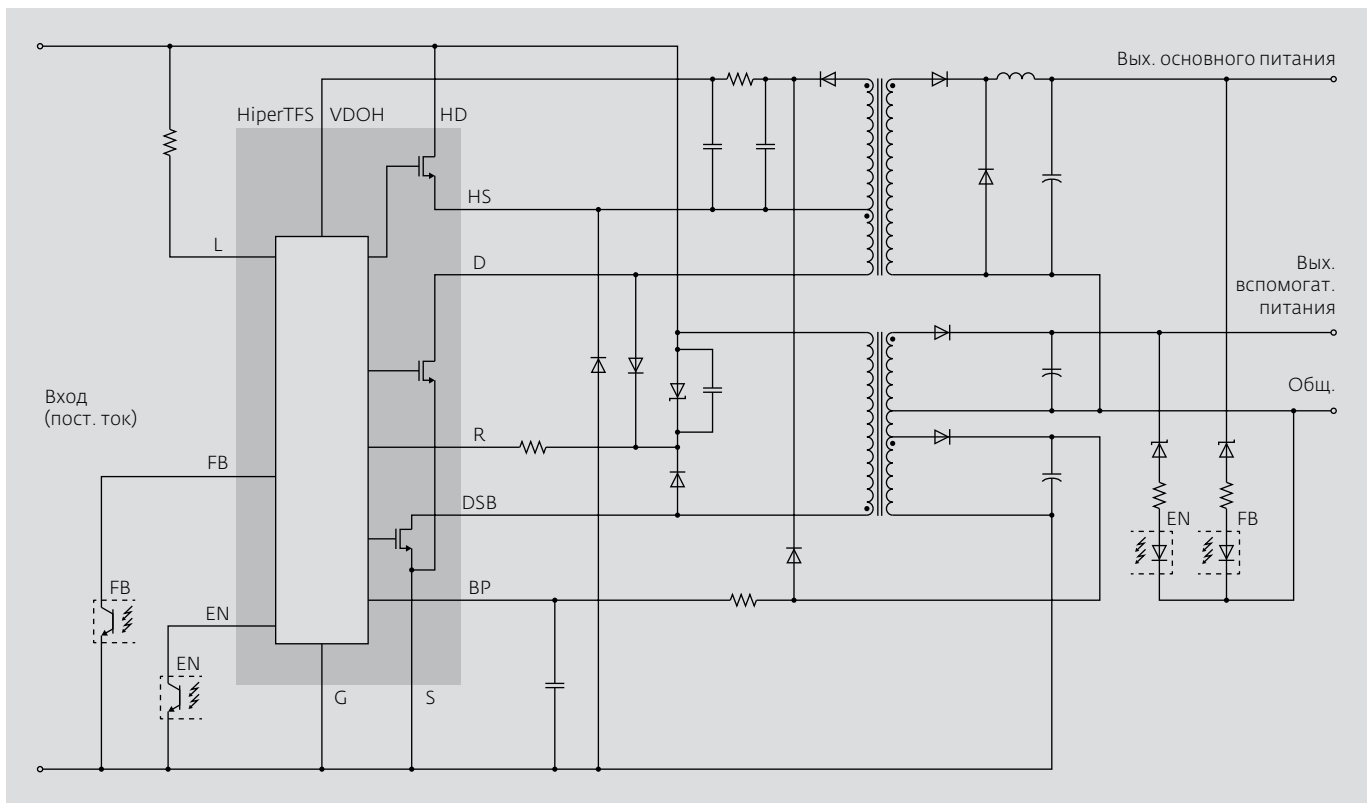 Вых. основного питания
HiperTFS
VDOH
HD
HS
L
D
Вых.
вспомогат.
питания
Вход
(пост. ток)
Общ.
R
FB
DSB
EN
FB
BP
FB
EN
EN
G
S